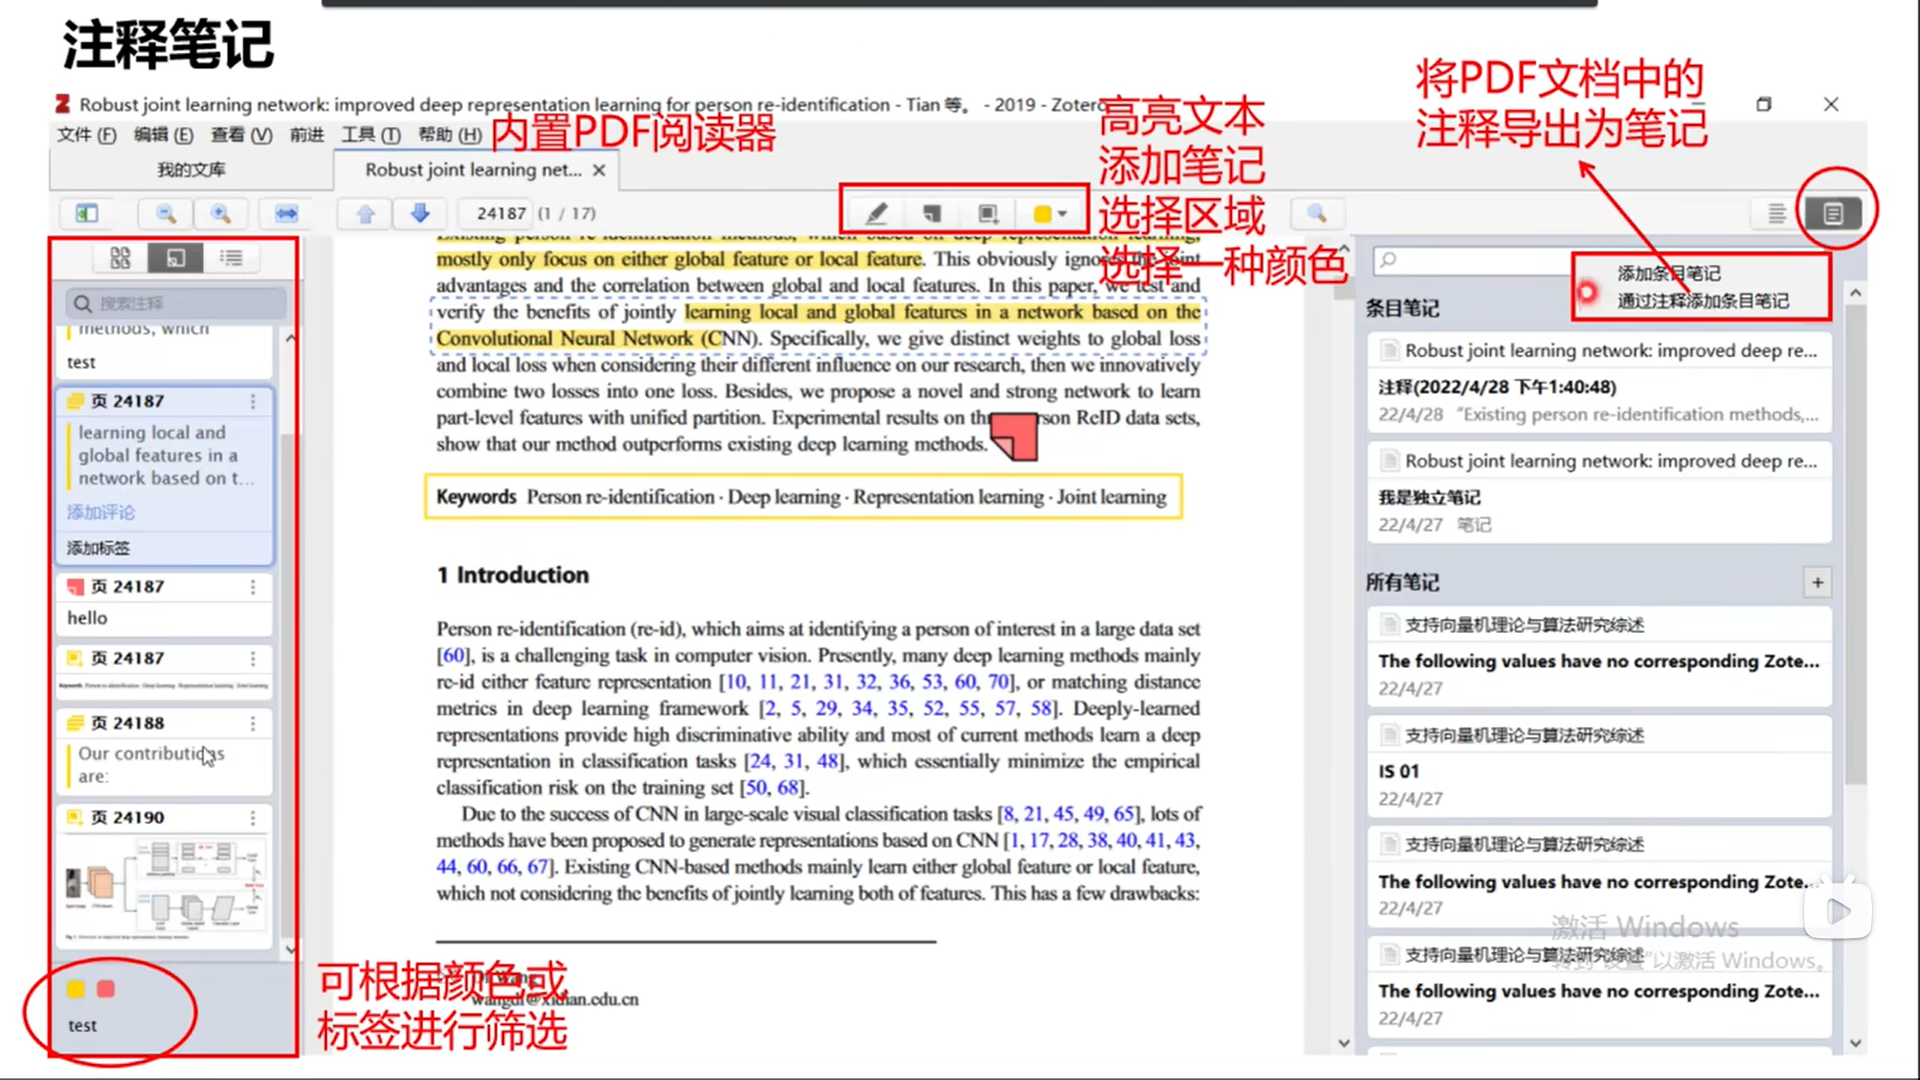 注释笔记
Robust joint learning network: improved deep representation learning for person re-identification - Tian 等。 - 2019 - Zotero
文件 (F) 编辑 (E) 查看 (V) 前进 工具 (T) 帮助 (H)
内置PDF阅读器
高亮文本
添加笔记
选择区域
选择一种颜色
将PDF文档中的
注释导出为笔记
我的文库
Robust joint learning net...
24187 (1 / 17)
搜索注释
methods, which
test
页 24187
learning local and
global features in a
network based on t...
添加评论
添加标签
页 24187
hello
页 24187
Keywords Person re-identification · Deep learning · Representation learning · Joint learning
页 24188
Our contributions
are:
页 24190
test
可根据颜色或
标签进行筛选
Existing person re-identification methods, which based on deep representation learning,
mostly only focus on either global feature or local feature. This obviously ignores the joint
advantages and the correlation between global and local features. In this paper, we test and
verify the benefits of jointly learning local and global features in a network based on the
Convolutional Neural Network (CNN). Specifically, we give distinct weights to global loss
and local loss when considering their different influence on our research, then we innovatively
combine two losses into one loss. Besides, we propose a novel and strong network to learn
part-level features with unified partition. Experimental results on three person ReID data sets,
show that our method outperforms existing deep learning methods.
Keywords Person re-identification · Deep learning · Representation learning · Joint learning
1 Introduction
Person re-identification (re-id), which aims at identifying a person of interest in a large data set
[60], is a challenging task in computer vision. Presently, many deep learning methods mainly
re-id either feature representation [10, 11, 21, 31, 32, 36, 53, 60, 70], or matching distance
metrics in deep learning framework [2, 5, 29, 34, 35, 52, 55, 57, 58]. Deeply-learned
representations provide high discriminative ability and most of current methods learn a deep
representation in classification tasks [24, 31, 48], which essentially minimize the empirical
classification risk on the training set [50, 68].
Due to the success of CNN in large-scale visual classification tasks [8, 21, 45, 49, 65], lots of
methods have been proposed to generate representations based on CNN [1, 17, 28, 38, 40, 41, 43,
44, 60, 66, 67]. Existing CNN-based methods mainly learn either global feature or local feature,
which not considering the benefits of jointly learning both of features. This has a few drawbacks:
Di Wang
wangdi@xidian.edu.cn
添加条目笔记
通过注释添加条目笔记
条目笔记
Robust joint learning network: improved deep re...
注释(2022/4/28 下午1:40:48)
22/4/28 “Existing person re-identification methods,...
Robust joint learning network: improved deep re...
我是独立笔记
22/4/27 笔记
所有笔记
支持向量机理论与算法研究综述
The following values have no corresponding Zote...
22/4/27
支持向量机理论与算法研究综述
IS 01
22/4/27
支持向量机理论与算法研究综述
The following values have no corresponding Zote...
22/4/27
支持向量机理论与算法研究综述
The following values have no corresponding Zote...
22/4/27
激活 Windows
转到“设置”以激活 Windows。